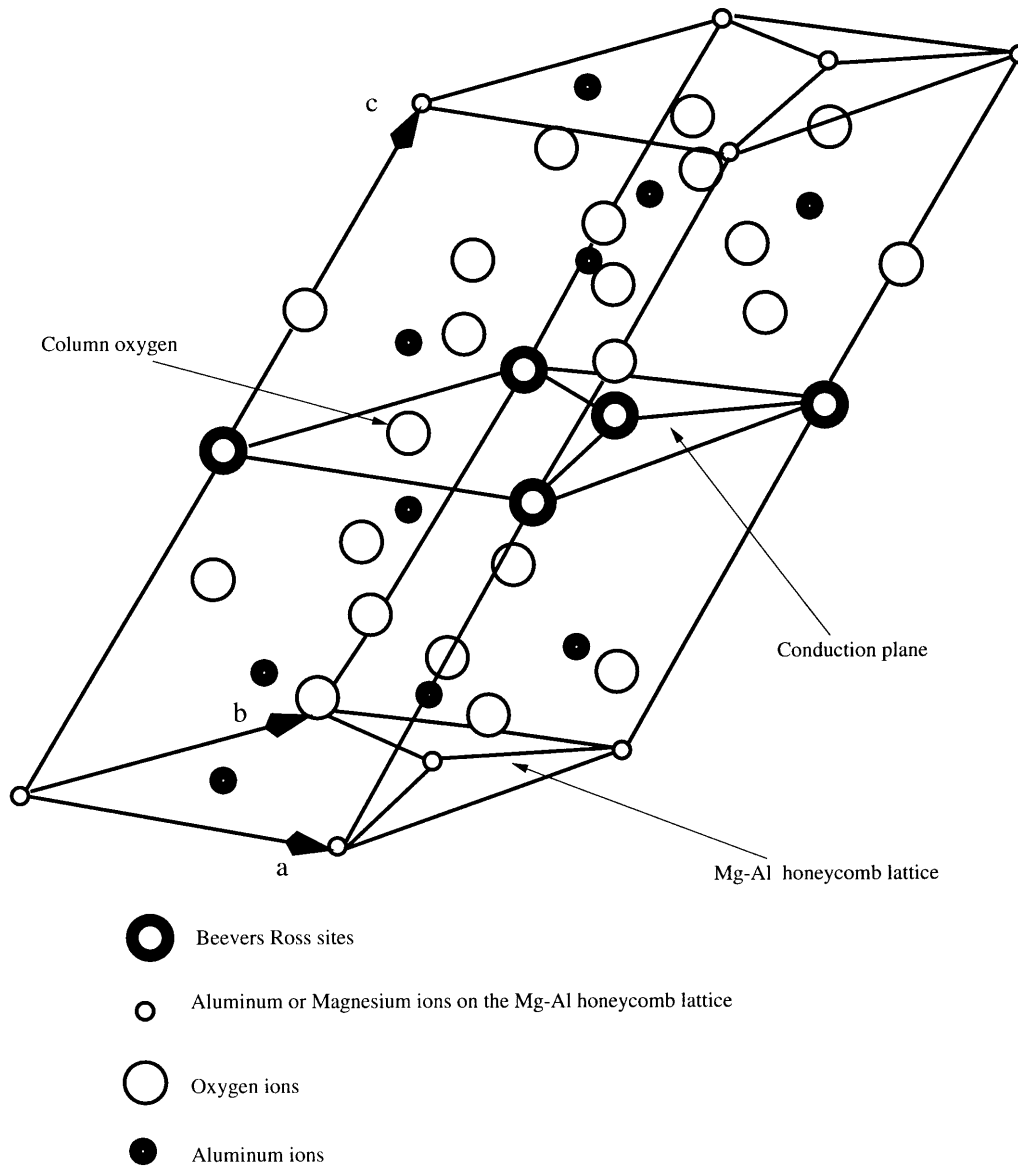 c
Column oxygen
Conduction plane
b
a
Mg-Al honeycomb lattice
Beevers Ross sites
Aluminum or Magnesium ions on the Mg-Al honeycomb lattice
Oxygen ions
Aluminum ions